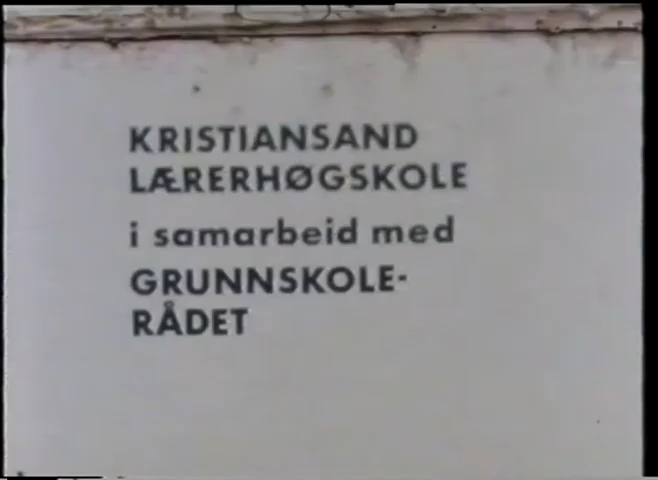 KRISTIANSAND
LÆRERHØGSKOLE
i samarbeid med
GRUNNSKOLE-
RÅDET